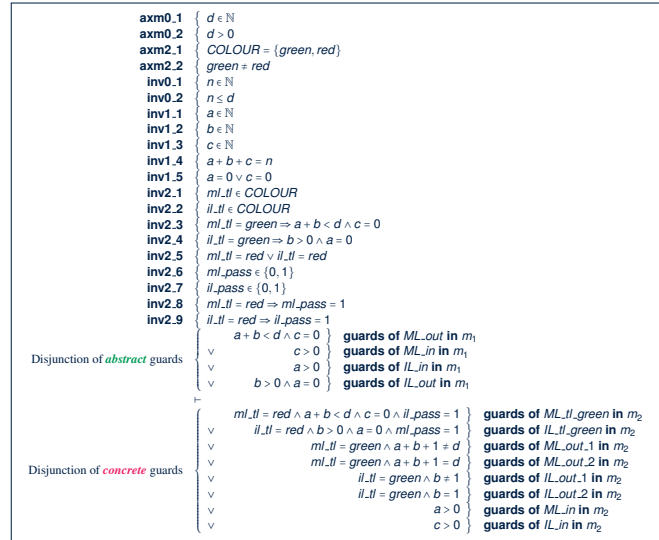 axm0_1 { d ∈ ℕ
axm0_2 { d > 0
axm2_1 { COLOUR = {green, red}
axm2_2 { green ≠ red
inv0_1 { n ∈ ℕ
inv0_2 { n ≤ d
inv1_1 { a ∈ ℕ
inv1_2 { b ∈ ℕ
inv1_3 { c ∈ ℕ
inv1_4 { a + b + c = n
inv1_5 { a = 0 ∨ c = 0
inv2_1 { ml_tl ∈ COLOUR
inv2_2 { il_tl ∈ COLOUR
inv2_3 { ml_tl = green ⇒ a + b < d ∧ c = 0
inv2_4 { il_tl = green ⇒ b > 0 ∧ a = 0
inv2_5 { ml_tl = red ∨ il_tl = red
inv2_6 { ml_pass ∈ {0, 1}
inv2_7 { il_pass ∈ {0, 1}
inv2_8 { ml_tl = red ⇒ ml_pass = 1
inv2_9 { il_tl = red ⇒ il_pass = 1
Disjunction of abstract guards
{ a + b < d ∧ c = 0 } guards of ML_out in m₁
∨ c > 0 } guards of ML_in in m₁
∨ a > 0 } guards of IL_in in m₁
∨ b > 0 ∧ a = 0 } guards of IL_out in m₁
⊢
Disjunction of concrete guards
{ ml_tl = red ∧ a + b < d ∧ c = 0 ∧ il_pass = 1 } guards of ML_tl_green in m₂
∨ il_tl = red ∧ b > 0 ∧ a = 0 ∧ ml_pass = 1 } guards of IL_tl_green in m₂
∨ ml_tl = green ∧ a + b + 1 ≠ d } guards of ML_out_1 in m₂
∨ ml_tl = green ∧ a + b + 1 = d } guards of ML_out_2 in m₂
∨ il_tl = green ∧ b ≠ 1 } guards of IL_out_1 in m₂
∨ il_tl = green ∧ b = 1 } guards of IL_out_2 in m₂
∨ a > 0 } guards of ML_in in m₂
∨ c > 0 } guards of IL_in in m₂